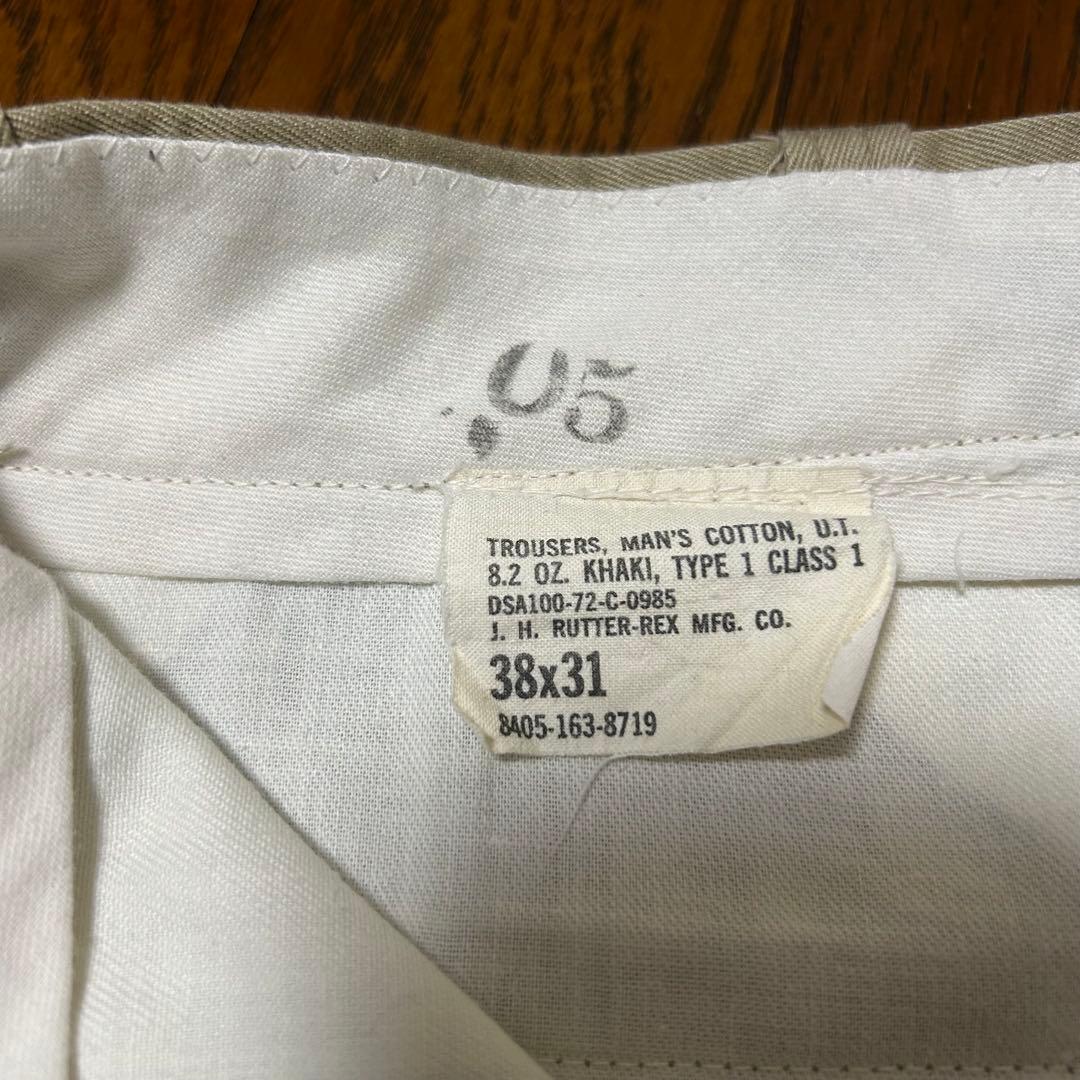 05
TROUSERS, MAN'S COTTON, U.T.
8.2 OZ. KHAKI, TYPE 1 CLASS 1
DSA100-72-C-0985
J. H. RUTTER-REX MFG. CO.
38x31
8405-163-8719